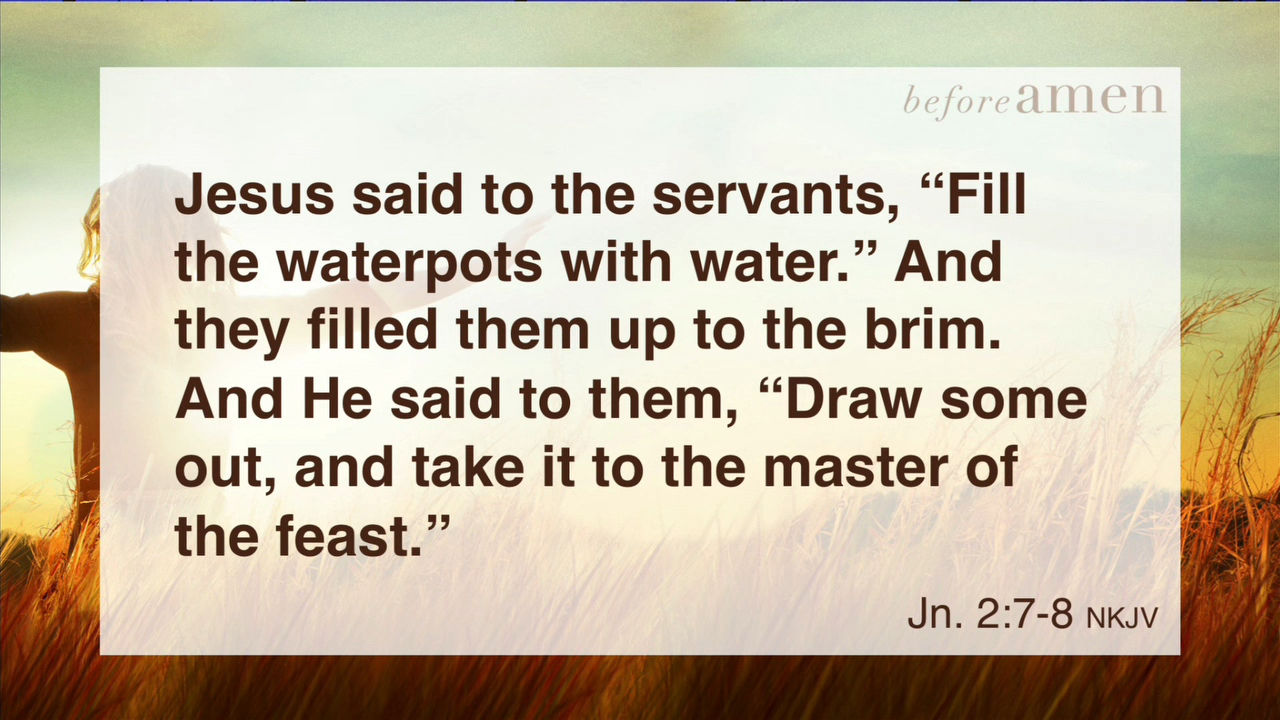 before amen
Jesus said to the servants, “Fill
the waterpots with water.” And
they filled them up to the brim.
And He said to them, “Draw some
out, and take it to the master of
the feast.”
Jn. 2:7-8 NKJV